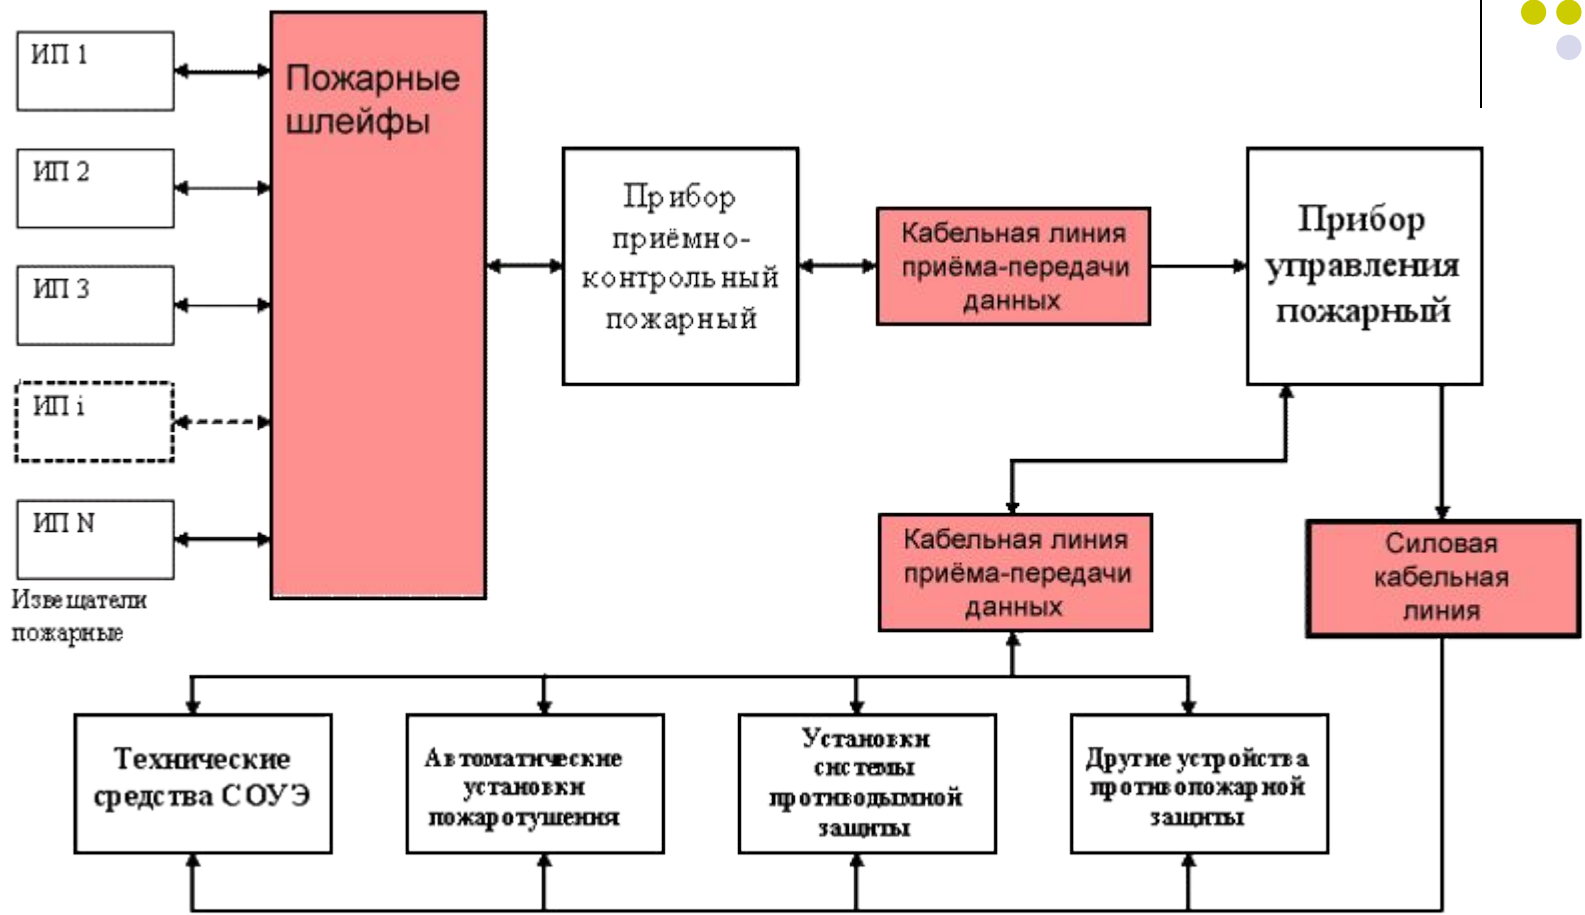 ИП 1
ИП 2
ИП 3
ИП i
ИП N
Извещатели
пожарные
Пожарные
шлейфы
Прибор
приёмно-
контрольный
пожарный
Кабельная линия
приёма-передачи
данных
Прибор
управления
пожарный
Кабельная линия
приёма-передачи
данных
Силовая
кабельная
линия
Технические
средства СОУЭ
Автоматические
установки
пожаротушения
Установки
системы
противодымной
защиты
Другие устройства
противопожарной
защиты